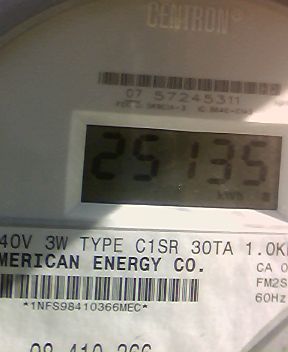 CENTRON
07 57245311
25135
kWh
40V 3W TYPE C1SR 30TA 1.0K
MERICAN ENERGY CO.
CA 0
FM2S
60Hz
*1NFS98410366MEC*
98 410 366